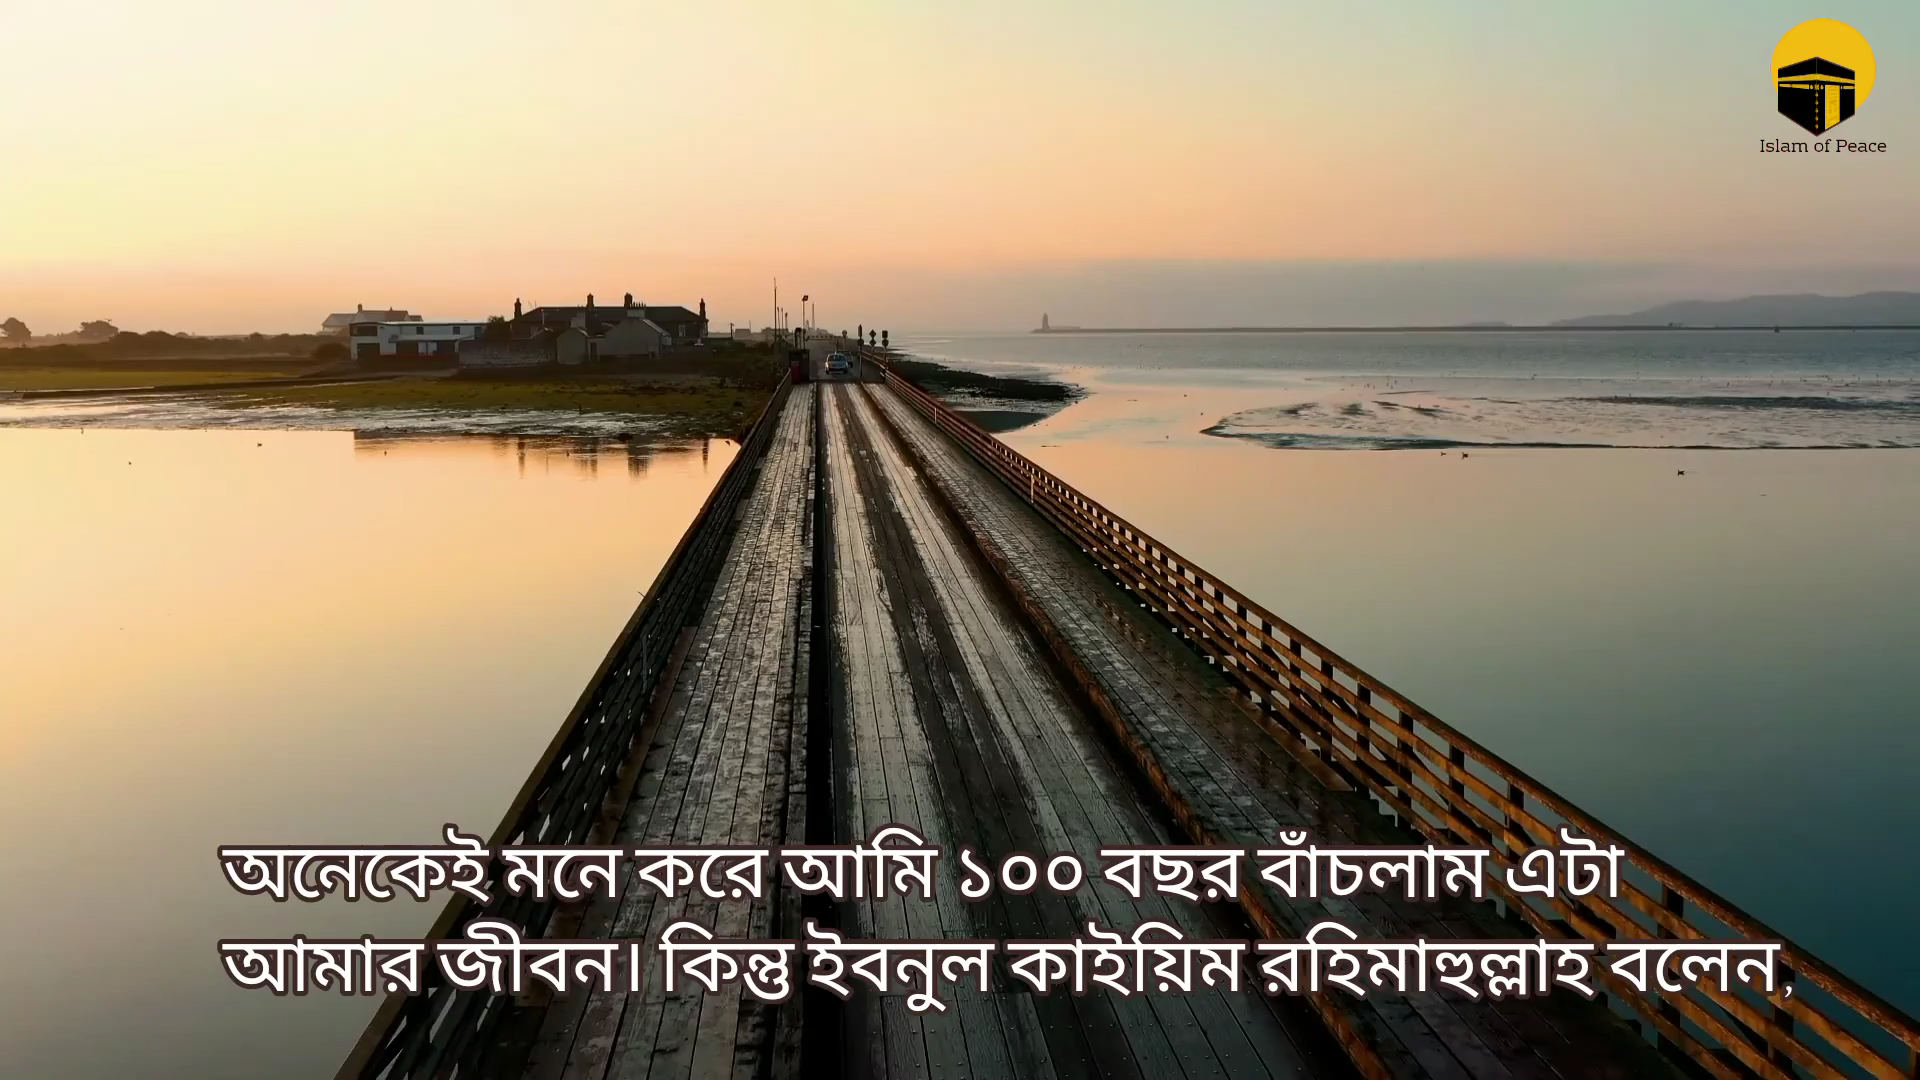 Islam of Peace
অনেকেই মনে করে আমি ১০০ বছর বাঁচলাম এটা
আমার জীবন। কিন্তু ইবনুল কাইয়িম রহিমাহুল্লাহ বলেন,